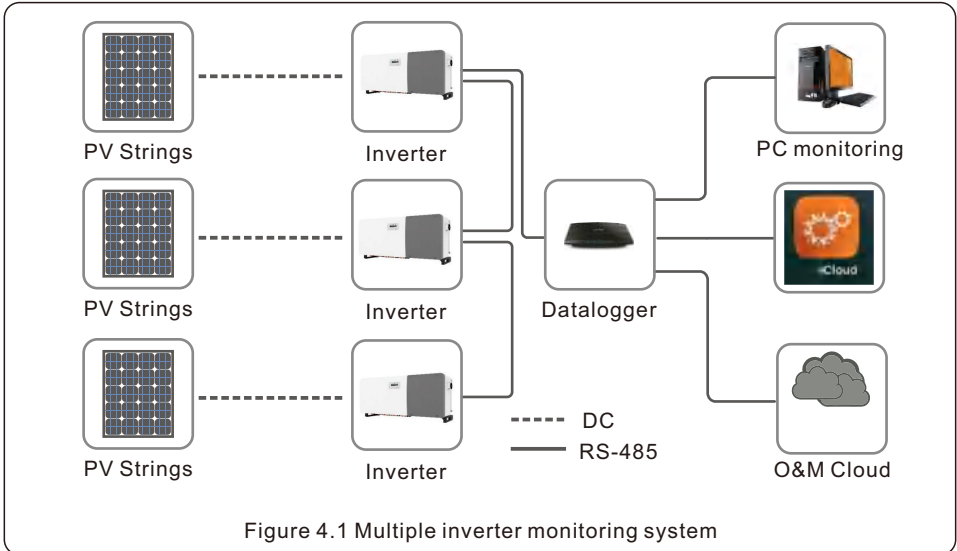 PV Strings
Inverter
PC monitoring
PV Strings
Inverter
Datalogger
Cloud
PV Strings
Inverter
DC
RS-485
O&M Cloud
Figure 4.1 Multiple inverter monitoring system